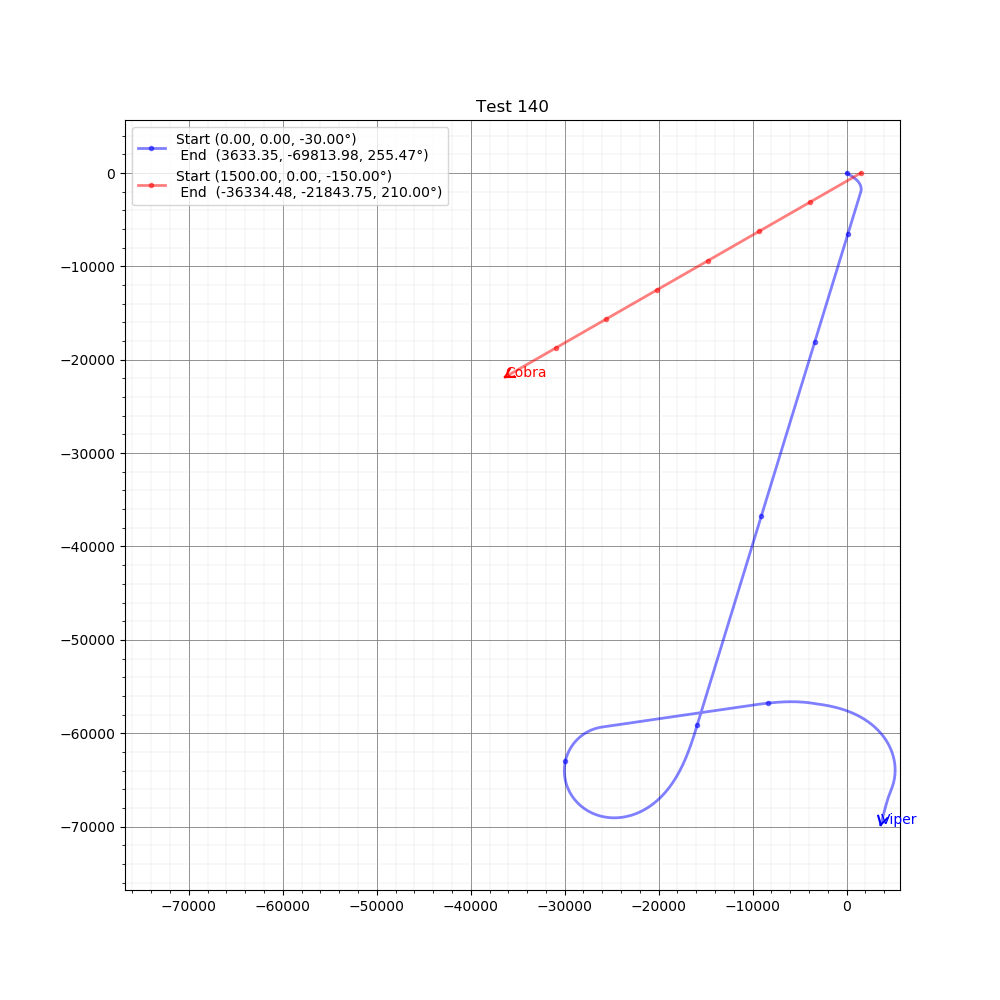 Test 140
Start (0.00, 0.00, -30.00°)
End  (3633.35, -69813.98, 255.47°)
Start (1500.00, 0.00, -150.00°)
End  (-36334.48, -21843.75, 210.00°)
0
−10000
−20000
−30000
−40000
−50000
−60000
−70000
Cobra
Viper
−70000 −60000 −50000 −40000 −30000 −20000 −10000 0